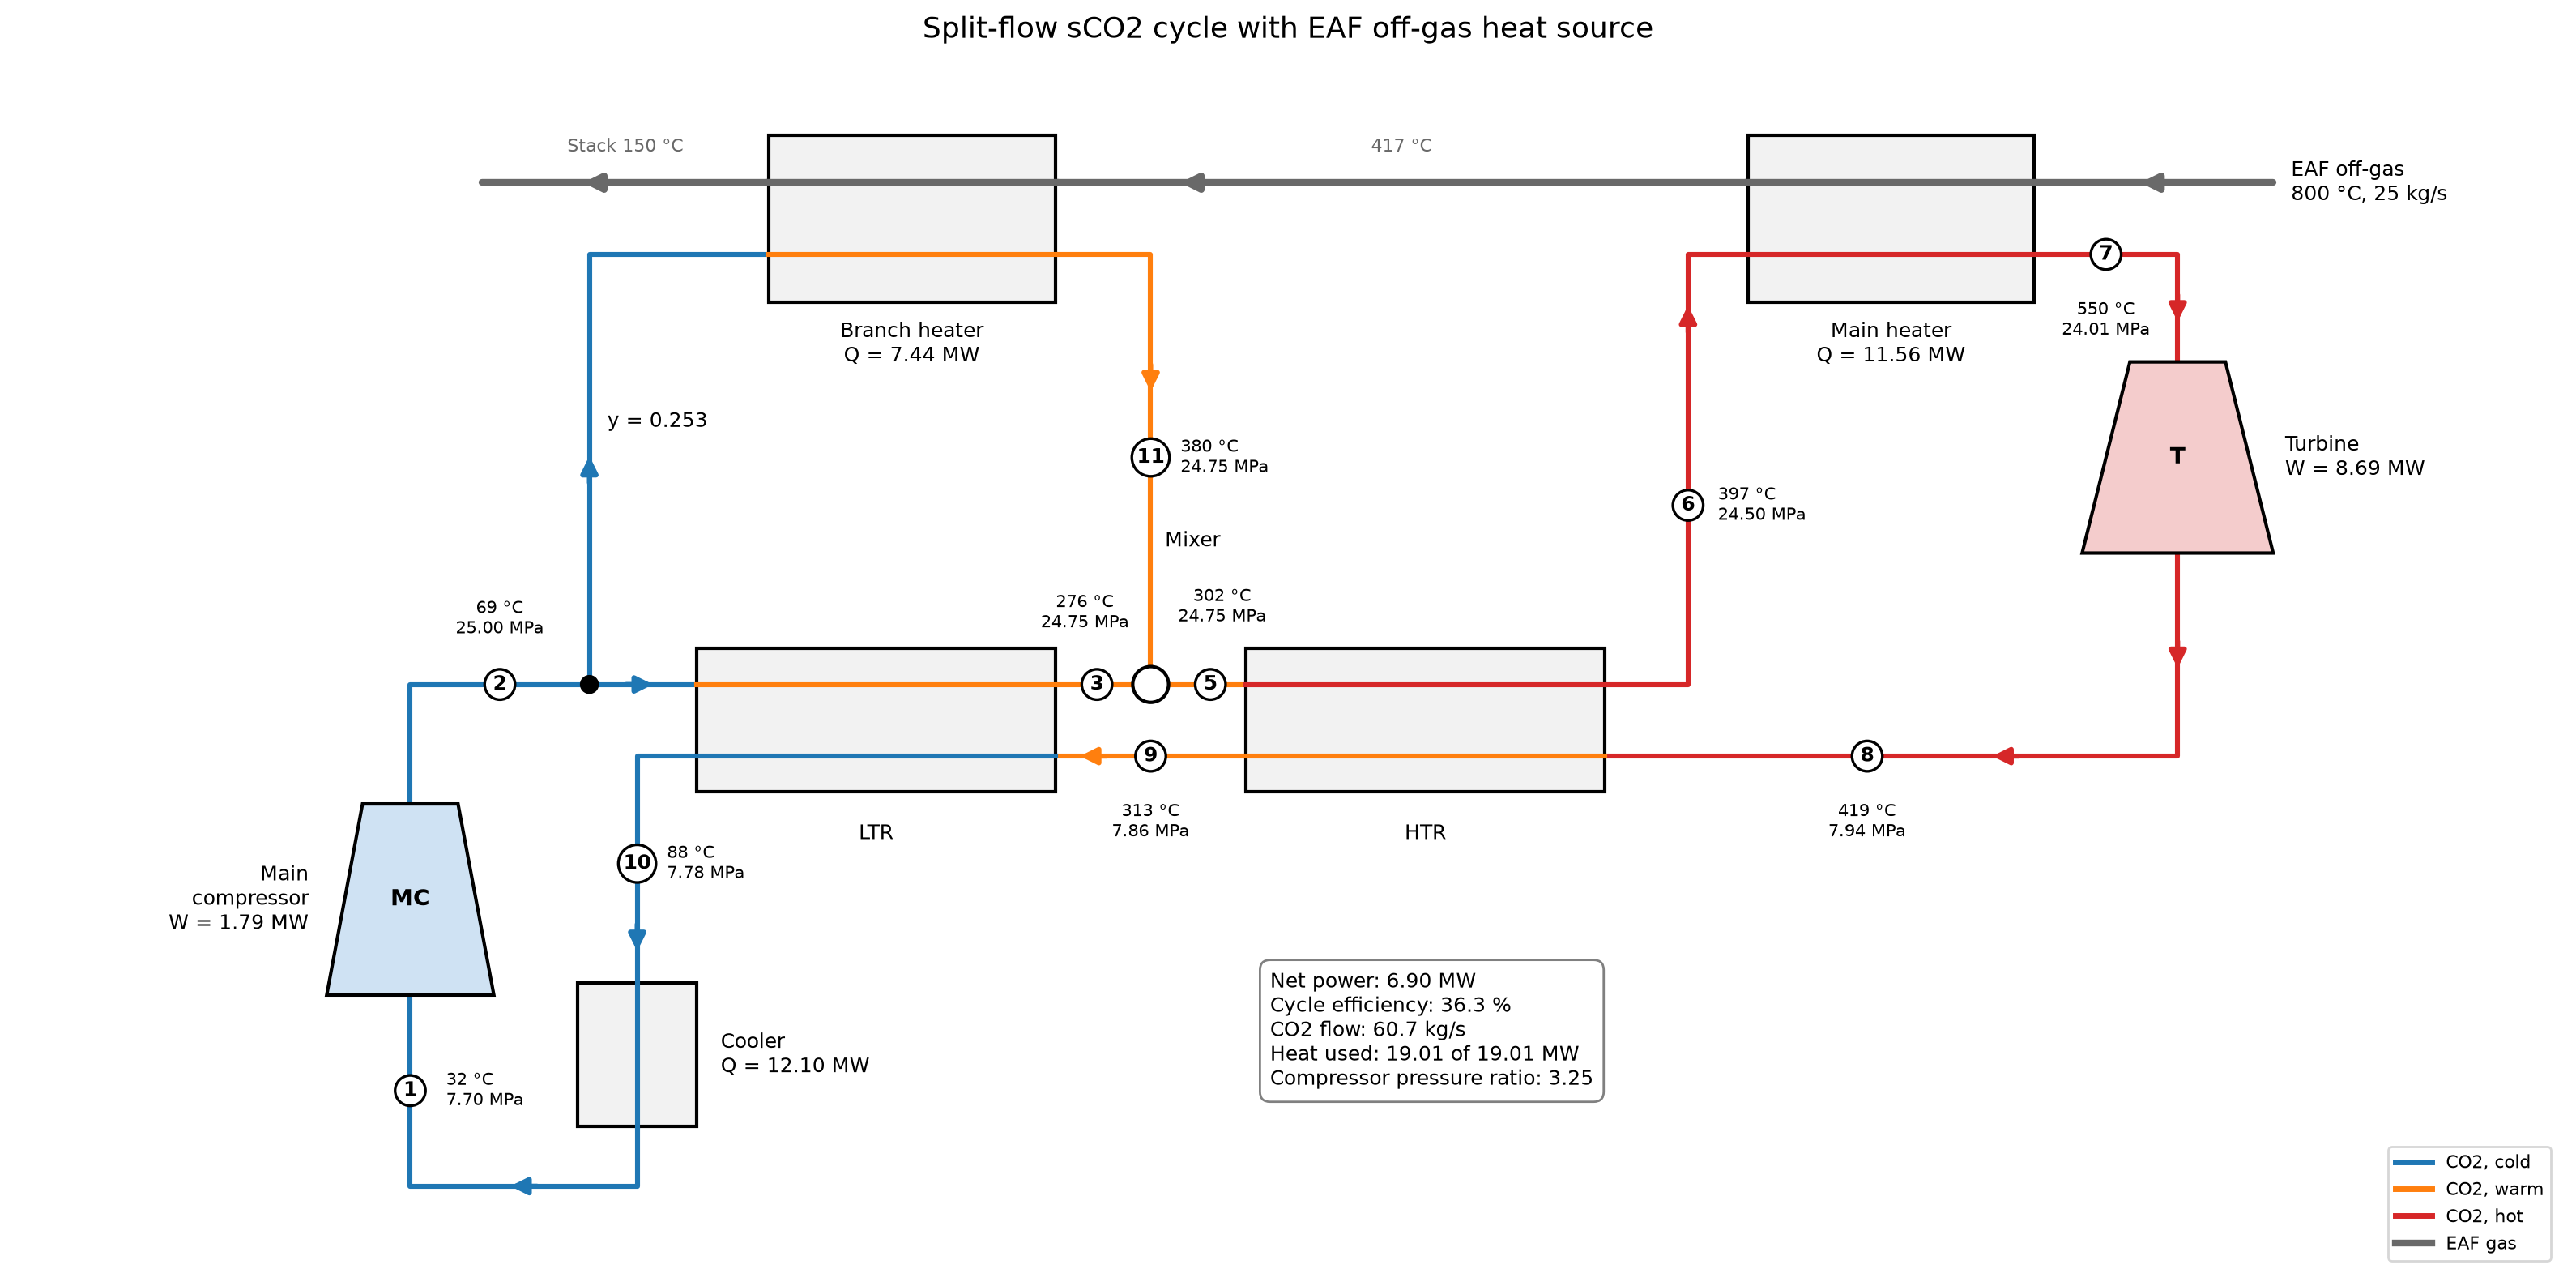 Split-flow sCO2 cycle with EAF off-gas heat source
Stack 150 °C
417 °C
EAF off-gas
800 °C, 25 kg/s
Branch heater
Q = 7.44 MW
Main heater
Q = 11.56 MW
7
550 °C
24.01 MPa
y = 0.253
11
380 °C
24.75 MPa
T
Turbine
W = 8.69 MW
6
397 °C
24.50 MPa
Mixer
69 °C
25.00 MPa
276 °C
24.75 MPa
302 °C
24.75 MPa
2
3
5
9
8
313 °C
7.86 MPa
419 °C
7.94 MPa
LTR
HTR
10
88 °C
7.78 MPa
Main
compressor
W = 1.79 MW
MC
Cooler
Q = 12.10 MW
1
32 °C
7.70 MPa
Net power: 6.90 MW
Cycle efficiency: 36.3 %
CO2 flow: 60.7 kg/s
Heat used: 19.01 of 19.01 MW
Compressor pressure ratio: 3.25
CO2, cold
CO2, warm
CO2, hot
EAF gas